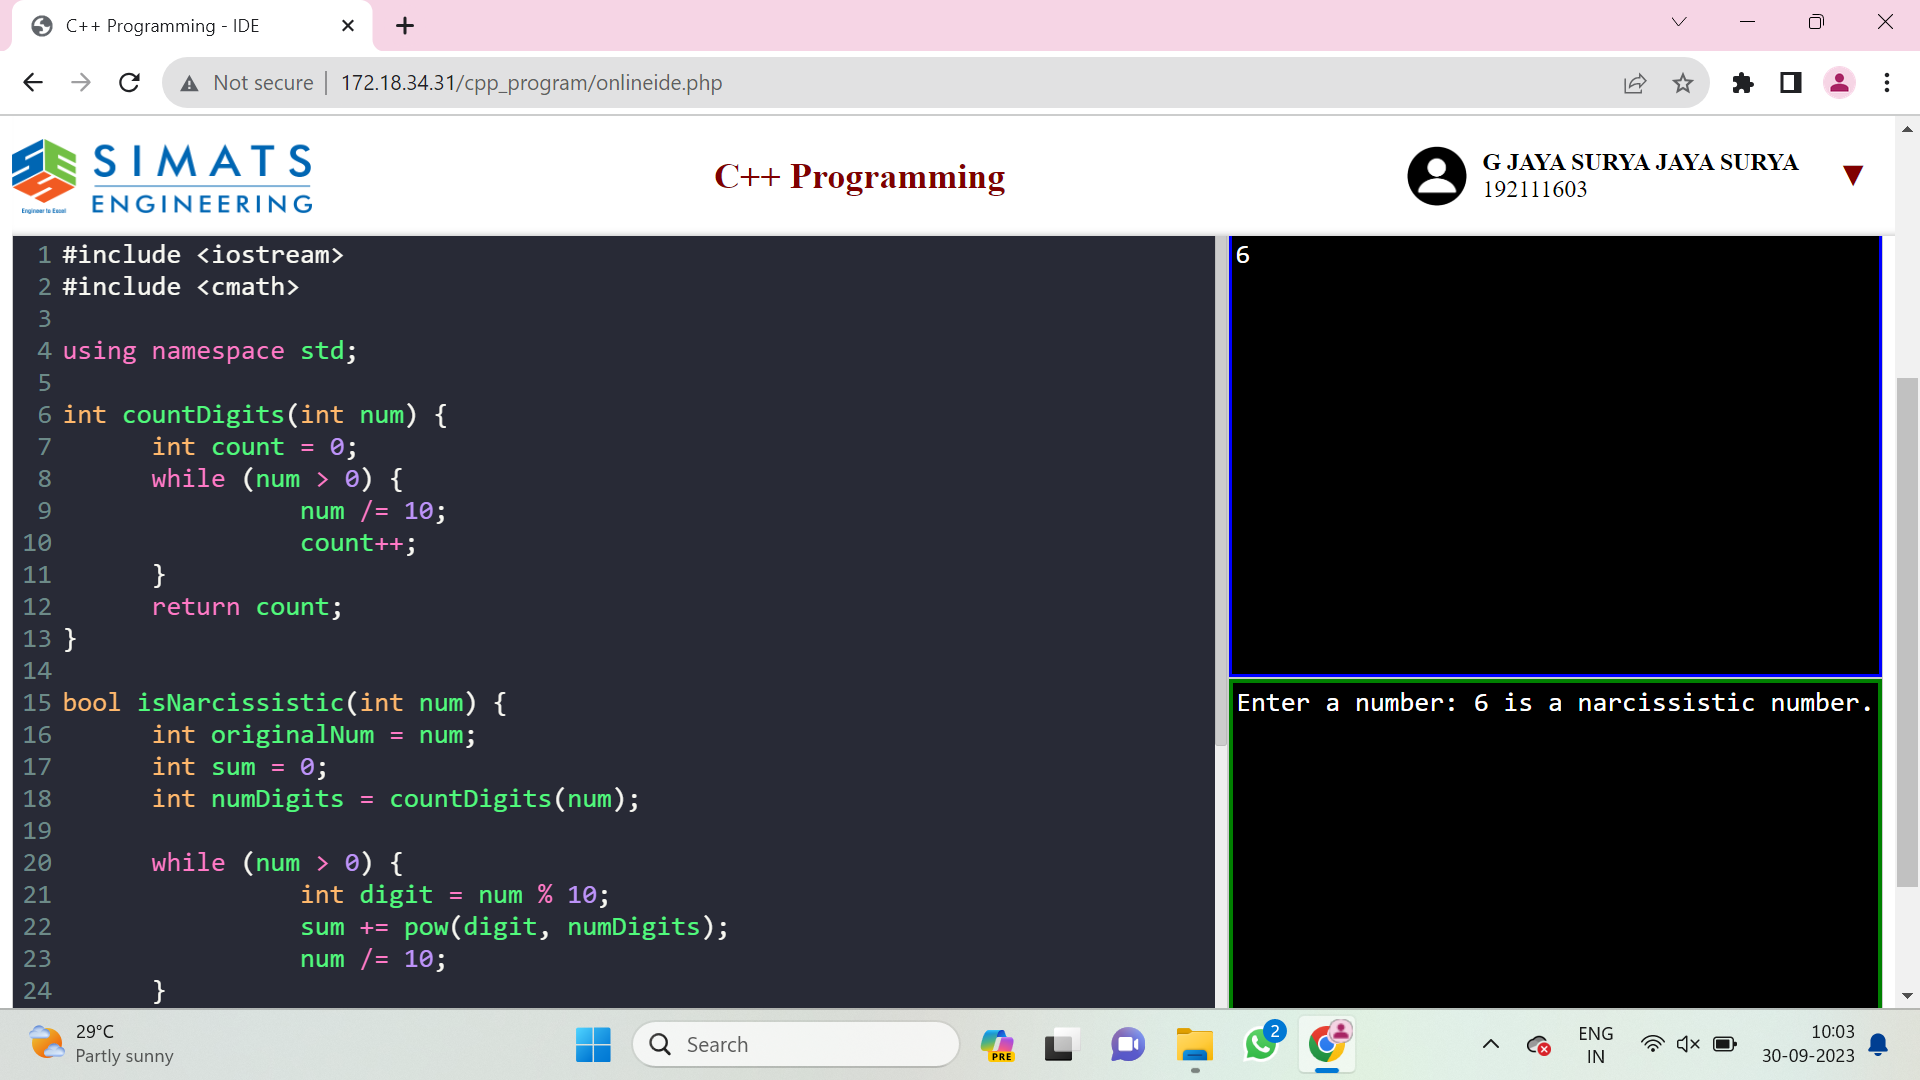 C++ Programming - IDE
Not secure | 172.18.34.31/cpp_program/onlineide.php
SIMATS
ENGINEERING
Engineer to Excel
C++ Programming
G JAYA SURYA JAYA SURYA
192111603
1 #include <iostream>
2 #include <cmath>
3
4 using namespace std;
5
6 int countDigits(int num) {
7 int count = 0;
8 while (num > 0) {
9 num /= 10;
10 count++;
11 }
12 return count;
13 }
14
15 bool isNarcissistic(int num) {
16 int originalNum = num;
17 int sum = 0;
18 int numDigits = countDigits(num);
19
20 while (num > 0) {
21 int digit = num % 10;
22 sum += pow(digit, numDigits);
23 num /= 10;
24 }
6
Enter a number: 6 is a narcissistic number.
29°C
Partly sunny
Search
PRE
2
ENG
IN
10:03
30-09-2023